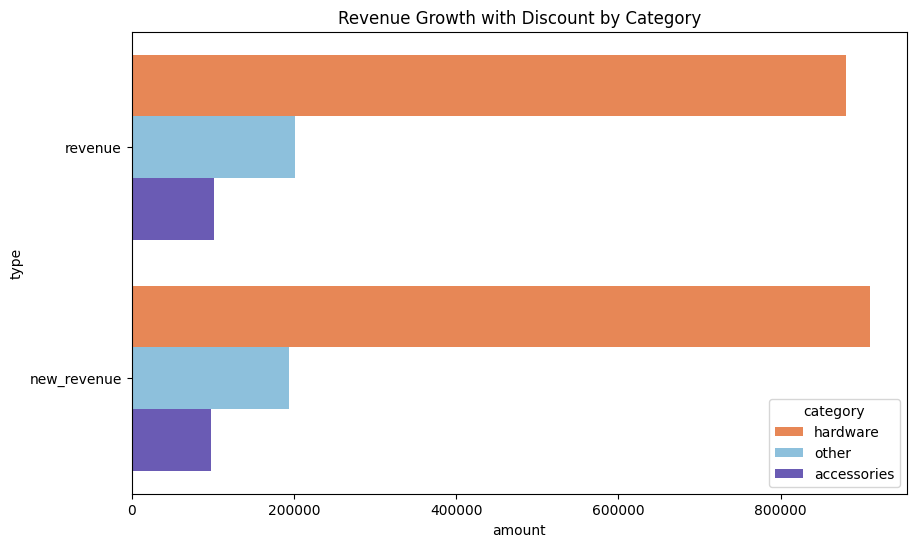 Revenue Growth with Discount by Category
type
revenue
new_revenue
category
hardware
other
accessories
0 200000 400000 600000 800000
amount